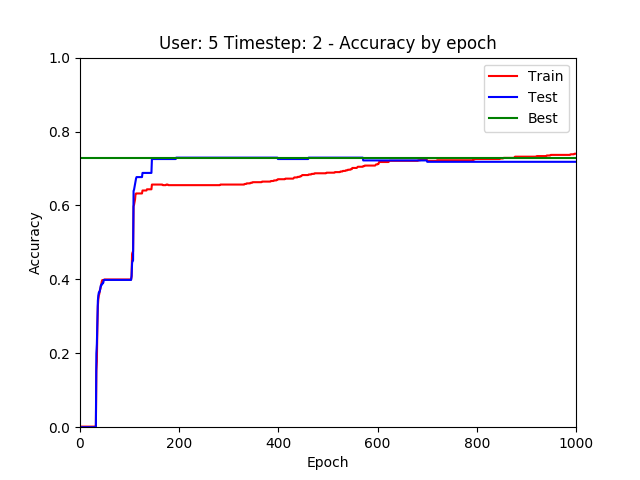 User: 5 Timestep: 2 - Accuracy by epoch
1.0
0.8
0.6
0.4
0.2
0.0
Accuracy
0 200 400 600 800 1000
Epoch
Train
Test
Best